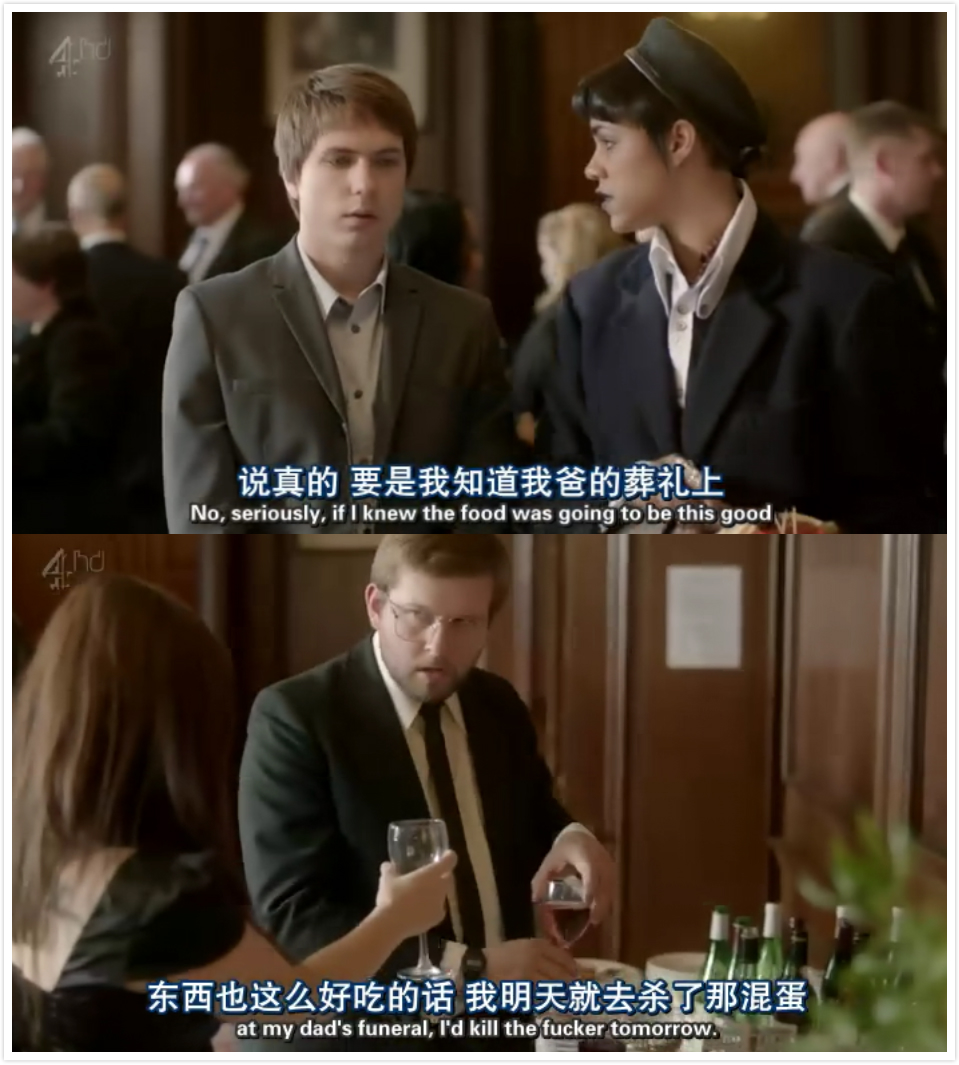 4hd
说真的 要是我知道我爸的葬礼上
No, seriously, if I knew the food was going to be this good
4hd
东西也这么好吃的话 我明天就去杀了那混蛋
at my dad's funeral, I'd kill the fucker tomorrow.